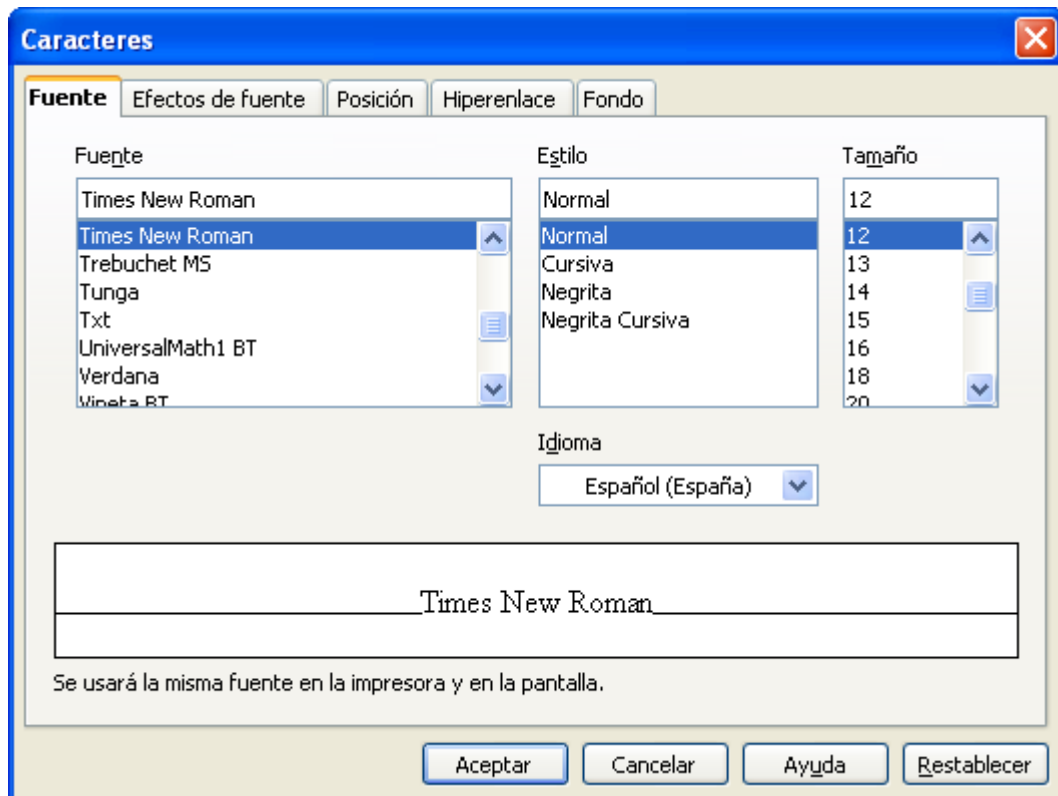 Caracteres
Fuente Efectos de fuente Posición Hiperenlace Fondo
Fuente Estilo Tamaño
Times New Roman Normal 12
Times New Roman Normal 12
Trebuchet MS Cursiva 13
Tunga Negrita 14
Txt Negrita Cursiva 15
UniversalMath1 BT 16
Verdana 18
Vineta BT 20
Idioma
Español (España)
Times New Roman
Se usará la misma fuente en la impresora y en la pantalla.
Aceptar Cancelar Ayuda Restablecer